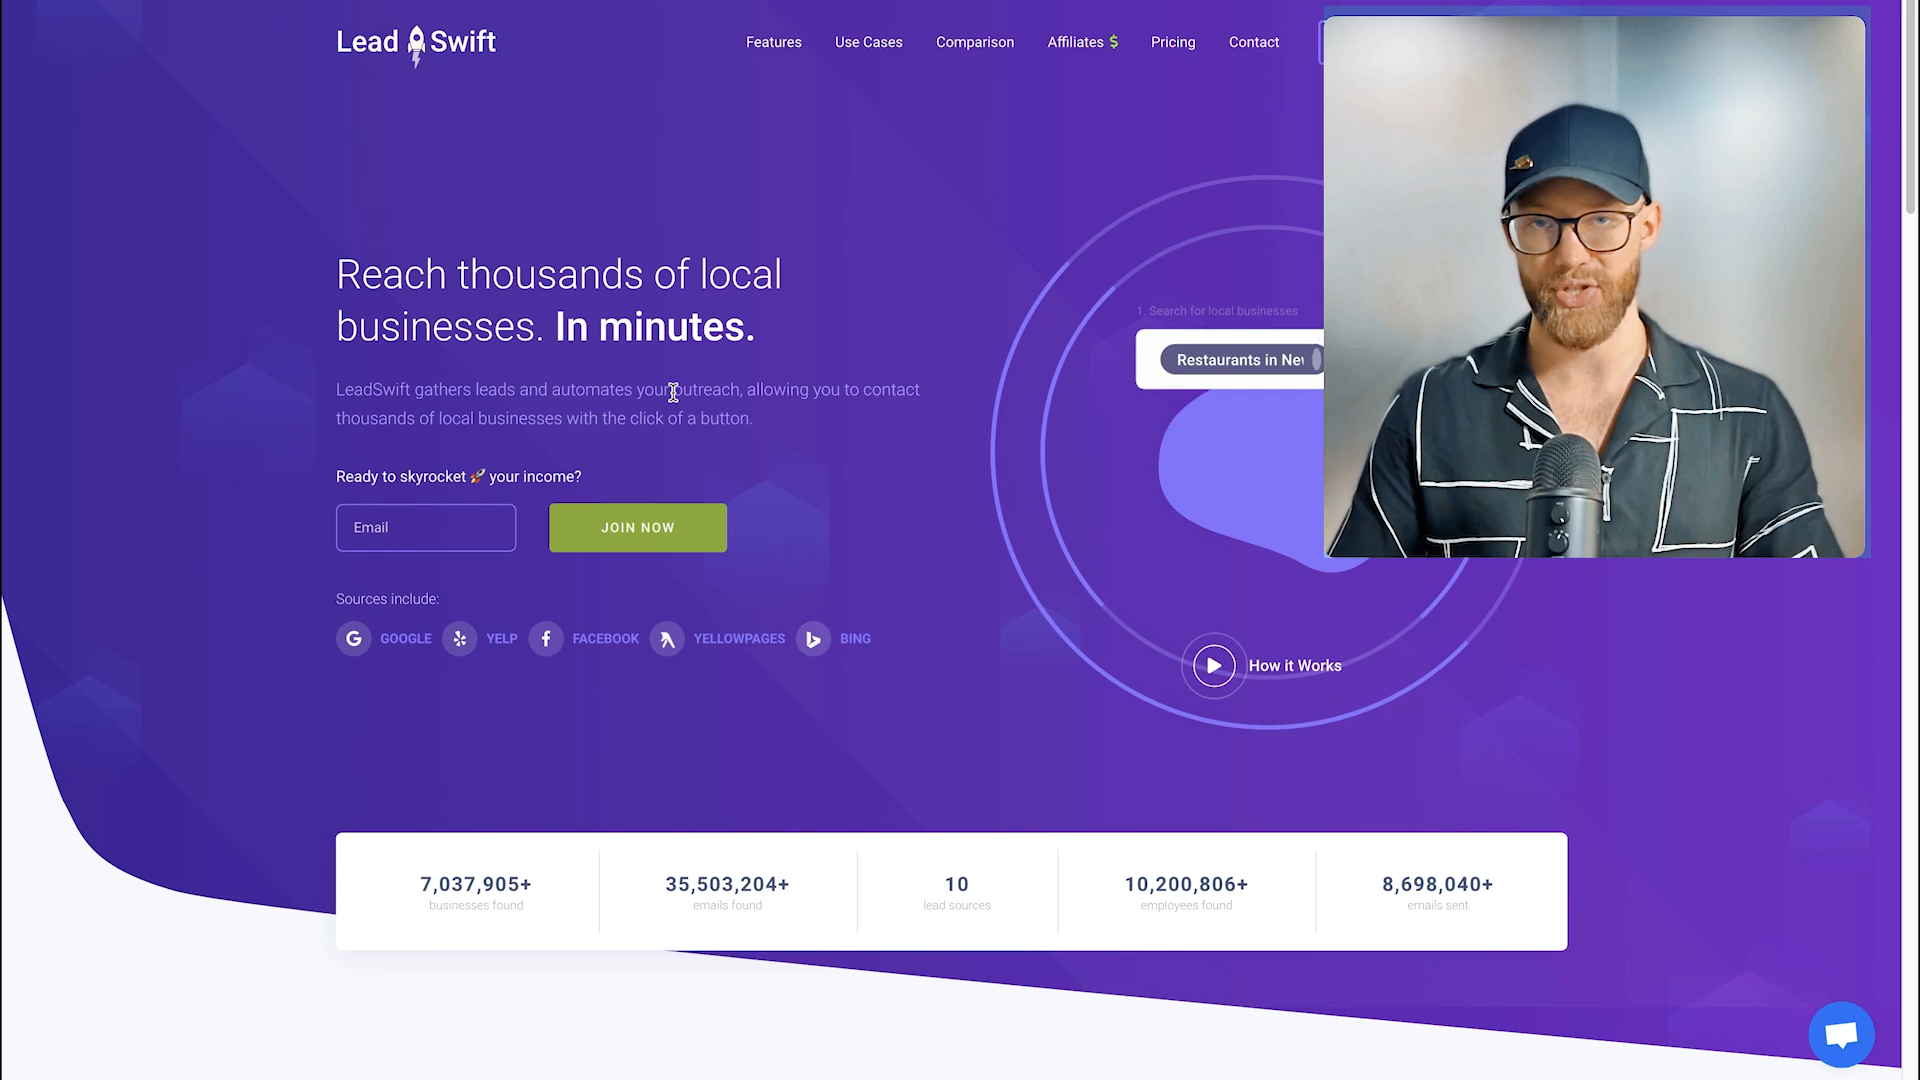 Lead Swift
Features
Use Cases
Comparison
Affiliates $
Pricing
Contact
Reach thousands of local
businesses. In minutes.
LeadSwift gathers leads and automates your outreach, allowing you to contact
thousands of local businesses with the click of a button.
Ready to skyrocket 🚀 your income?
Email
JOIN NOW
Sources include:
GOOGLE
YELP
FACEBOOK
YELLOWPAGES
BING
1. Search for local businesses
Restaurants in Ne
How it Works
7,037,905+
businesses found
35,503,204+
emails found
10
lead sources
10,200,806+
employees found
8,698,040+
emails sent